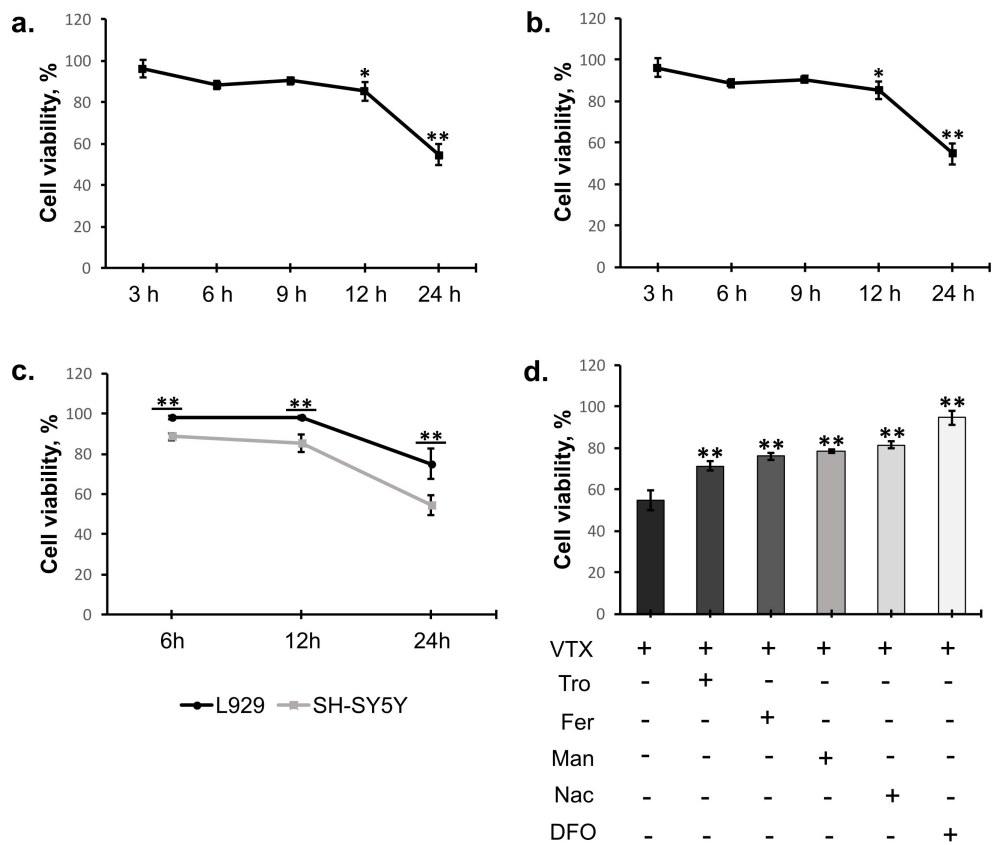 a.
Cell viability, %
120
100
80
60
40
20
0
*
**
3 h 6 h 9 h 12 h 24 h
b.
Cell viability, %
120
100
80
60
40
20
0
*
**
3 h 6 h 9 h 12 h 24 h
c.
Cell viability, %
120
100
80
60
40
20
0
** ** **
6h 12h 24h
L929 SH-SY5Y
d.
Cell viability, %
120
100
80
60
40
20
0
** ** ** ** **
VTX + + + + + +
Tro - + - - - -
Fer - - + - - -
Man - - - + - -
Nac - - - - + -
DFO - - - - - +